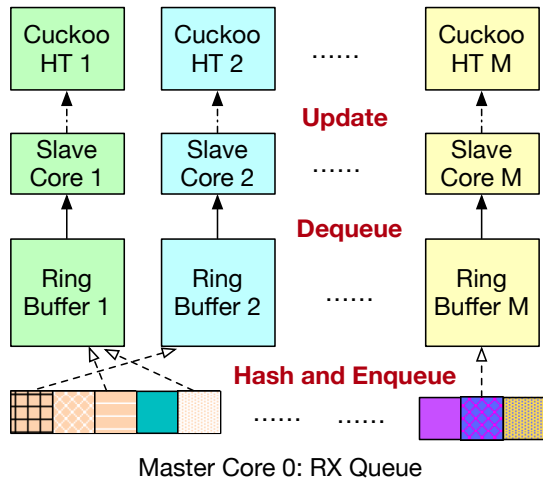 Cuckoo
HT 1
Cuckoo
HT 2
......
Cuckoo
HT M
Update
Slave
Core 1
Slave
Core 2
......
Slave
Core M
Dequeue
Ring
Buffer 1
Ring
Buffer 2
......
Ring
Buffer M
Hash and Enqueue
...... ......
Master Core 0: RX Queue